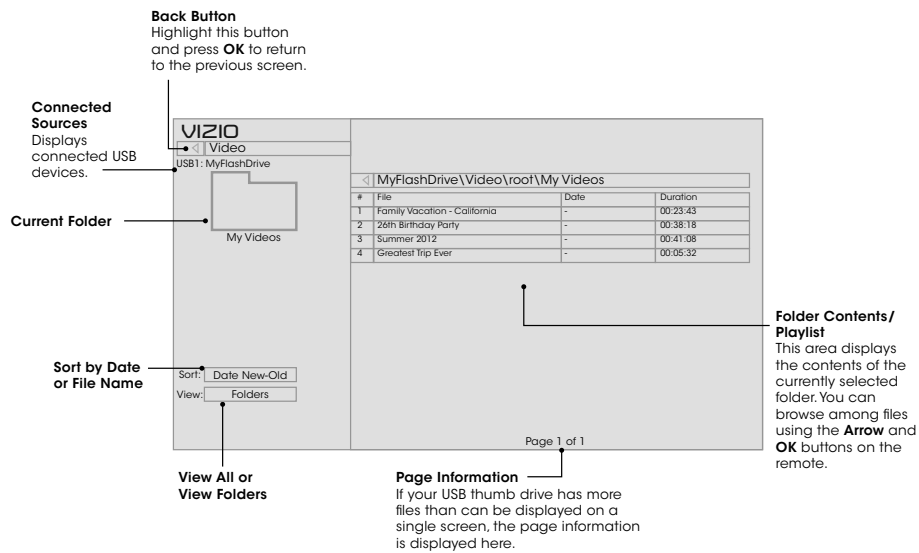 Back Button
Highlight this button
and press OK to return
to the previous screen.
Connected
Sources
Displays
connected USB
devices.
Current Folder
Sort by Date
or File Name
VIZIO
Video
USB1: MyFlashDrive
My Videos
Sort: Date New-Old
View: Folders
MyFlashDrive\Video\root\My Videos
# File Date Duration
1 Family Vacation - California - 00:23:43
2 26th Birthday Party - 00:38:18
3 Summer 2012 - 00:41:08
4 Greatest Trip Ever - 00:05:32
Page 1 of 1
Folder Contents/
Playlist
This area displays
the contents of the
currently selected
folder. You can
browse among files
using the Arrow and
OK buttons on the
remote.
View All or
View Folders
Page Information
If your USB thumb drive has more
files than can be displayed on a
single screen, the page information
is displayed here.